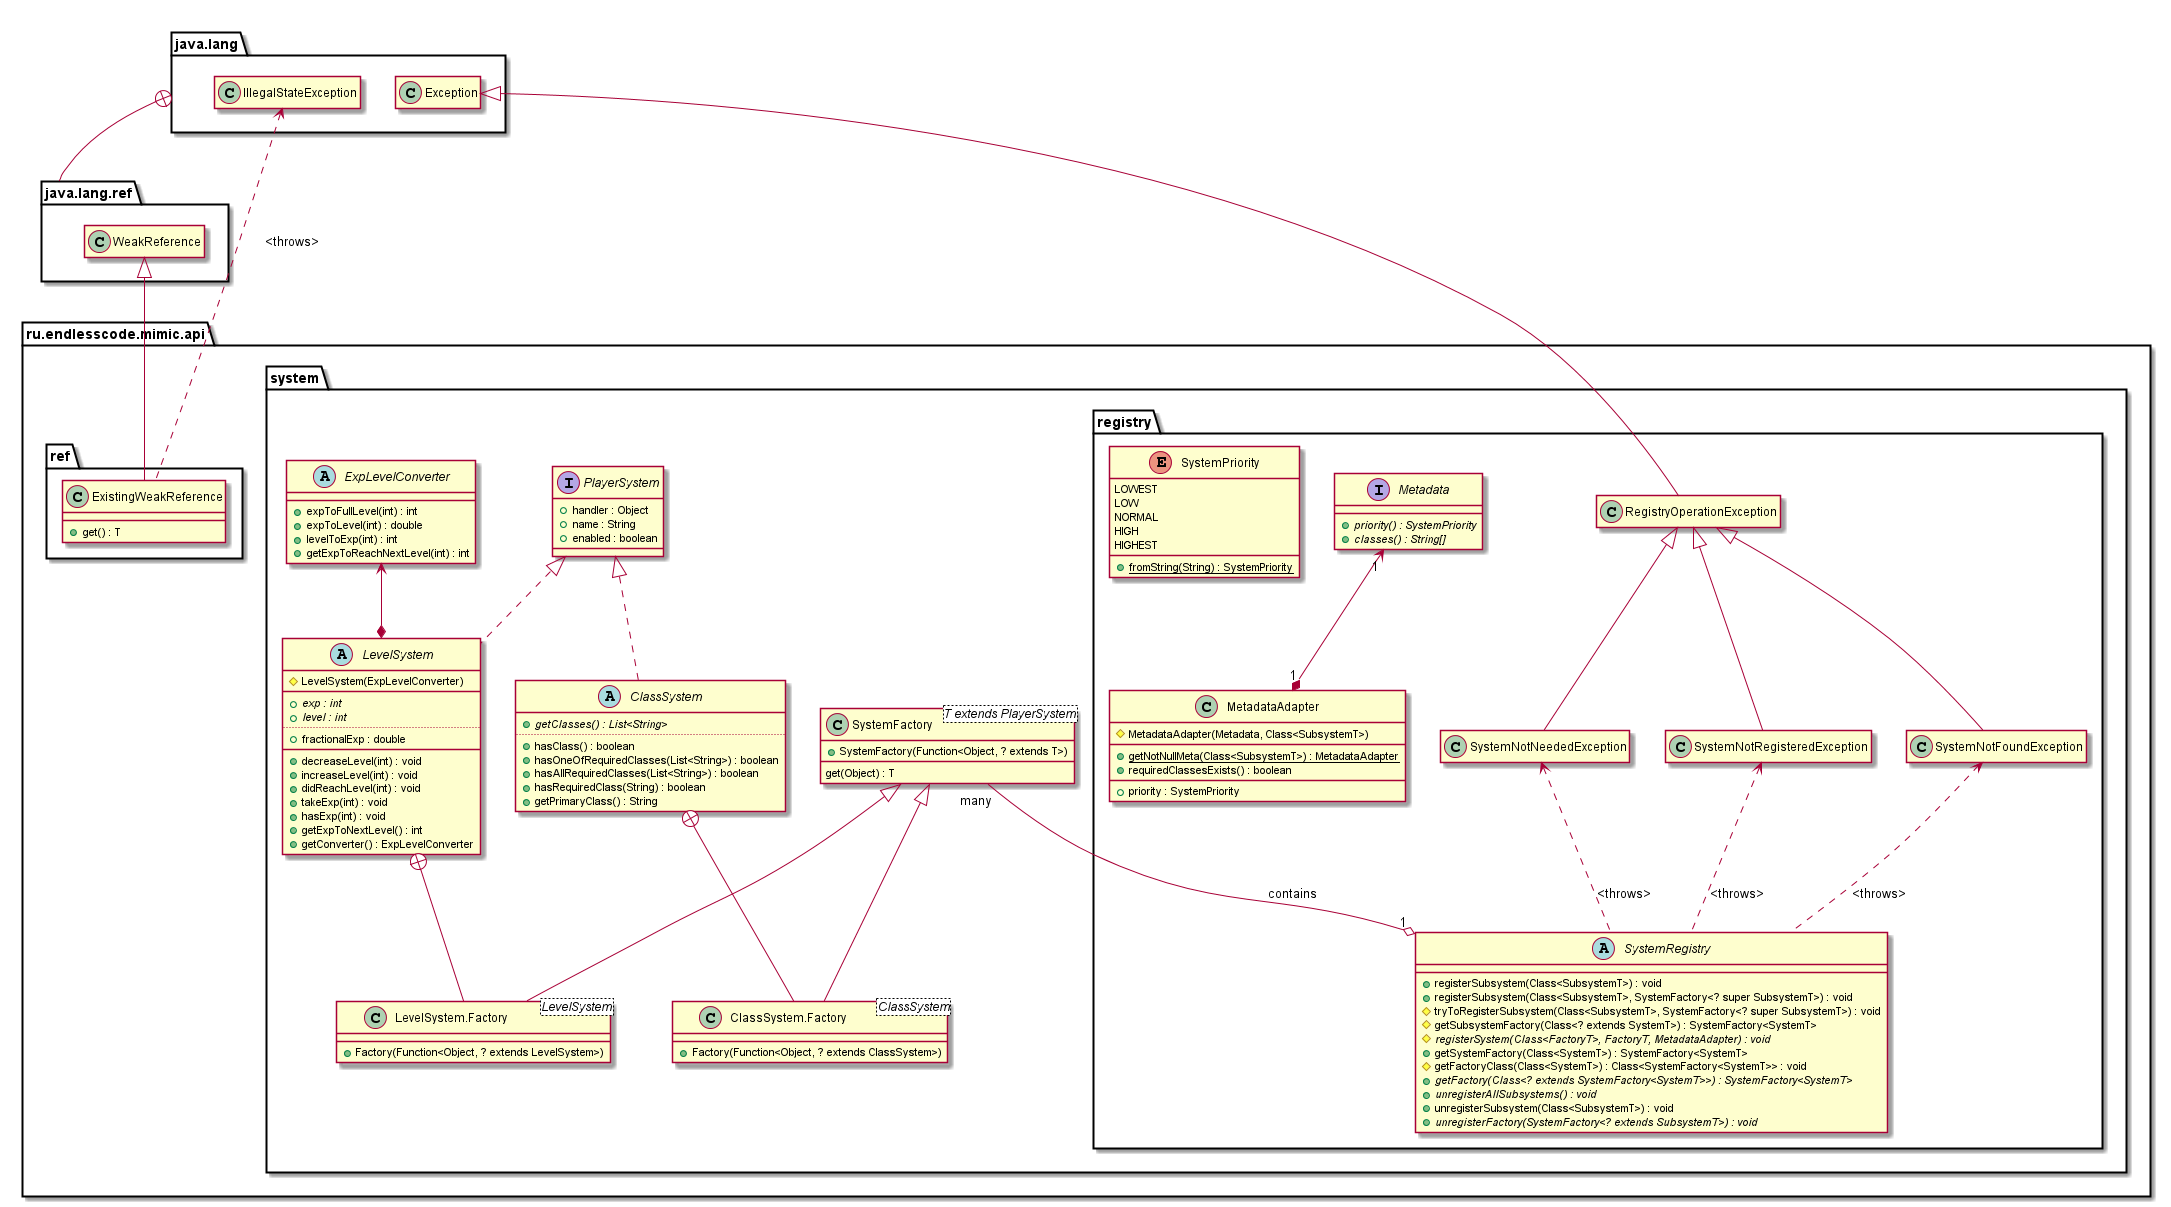 java.lang
C IllegalStateException
C Exception
java.lang.ref
C WeakReference
<throws>
ru.endlesscode.mimic.api
system
registry
ref
C ExistingWeakReference
get() : T
A ExpLevelConverter
expToFullLevel(int) : int
expToLevel(int) : double
levelToExp(int) : int
getExpToReachNextLevel(int) : int
I PlayerSystem
handler : Object
name : String
enabled : boolean
E SystemPriority
LOWEST
LOW
NORMAL
HIGH
HIGHEST
fromString(String) : SystemPriority
I Metadata
priority() : SystemPriority
classes() : String[]
1
C RegistryOperationException
A LevelSystem
LevelSystem(ExpLevelConverter)
exp : int
level : int
fractionalExp : double
decreaseLevel(int) : void
increaseLevel(int) : void
didReachLevel(int) : void
takeExp(int) : void
hasExp(int) : void
getExpToNextLevel() : int
getConverter() : ExpLevelConverter
A ClassSystem
getClasses() : List<String>
hasClass() : boolean
hasOneOfRequiredClasses(List<String>) : boolean
hasAllRequiredClasses(List<String>) : boolean
hasRequiredClass(String) : boolean
getPrimaryClass() : String
C SystemFactory
T extends PlayerSystem
SystemFactory(Function<Object, ? extends T>)
get(Object) : T
many
1
C MetadataAdapter
MetadataAdapter(Metadata, Class<SubsystemT>)
getNotNullMeta(Class<SubsystemT>) : MetadataAdapter
requiredClassesExists() : boolean
priority : SystemPriority
C SystemNotNeededException
C SystemNotRegisteredException
C SystemNotFoundException
contains
<throws>
<throws>
<throws>
1
C LevelSystem.Factory
LevelSystem
Factory(Function<Object, ? extends LevelSystem>)
C ClassSystem.Factory
ClassSystem
Factory(Function<Object, ? extends ClassSystem>)
A SystemRegistry
registerSubsystem(Class<SubsystemT>) : void
registerSubsystem(Class<SubsystemT>, SystemFactory<? super SubsystemT>) : void
tryToRegisterSubsystem(Class<SubsystemT>, SystemFactory<? super SubsystemT>) : void
getSubsystemFactory(Class<? extends SystemT>) : SystemFactory<SystemT>
registerSystem(Class<FactoryT>, FactoryT, MetadataAdapter) : void
getSystemFactory(Class<SystemT>) : SystemFactory<SystemT>
getFactoryClass(Class<SystemT>) : Class<SystemFactory<SystemT>> : void
getFactory(Class<? extends SystemFactory<SystemT>>) : SystemFactory<SystemT>
unregisterAllSubsystems() : void
unregisterSubsystem(Class<SubsystemT>) : void
unregisterFactory(SystemFactory<? extends SubsystemT>) : void